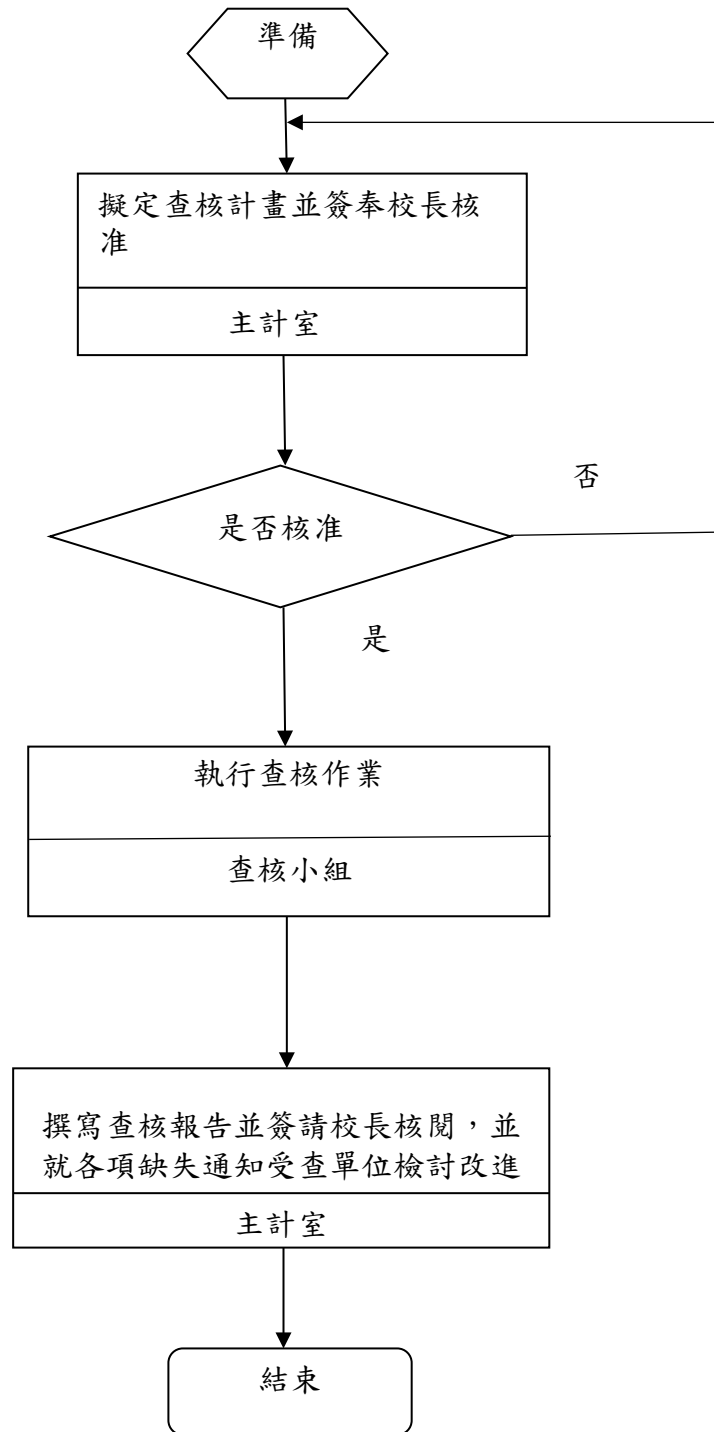 準備
擬定查核計畫並簽奉校長核
准
主計室
是否核准
否
是
執行查核作業
查核小組
撰寫查核報告並簽請校長核閱，並
就各項缺失通知受查單位檢討改進
主計室
結束